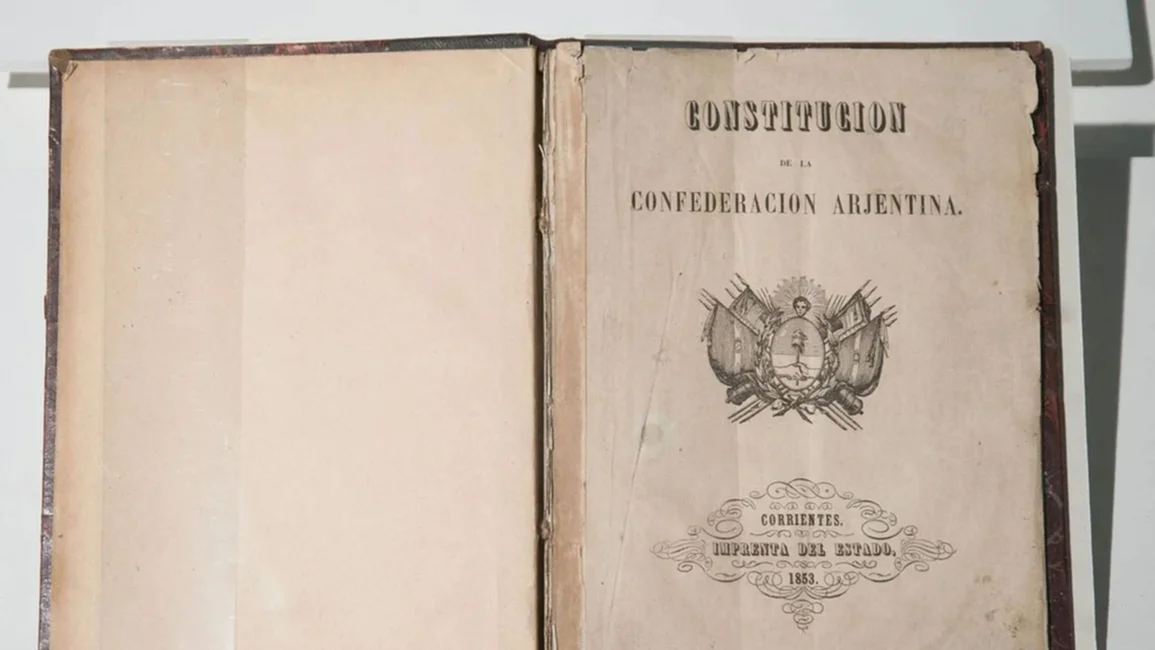 CONSTITUCION
DE LA
CONFEDERACION ARJENTINA.
CORRIENTES.
IMPRENTA DEL ESTADO.
1853.